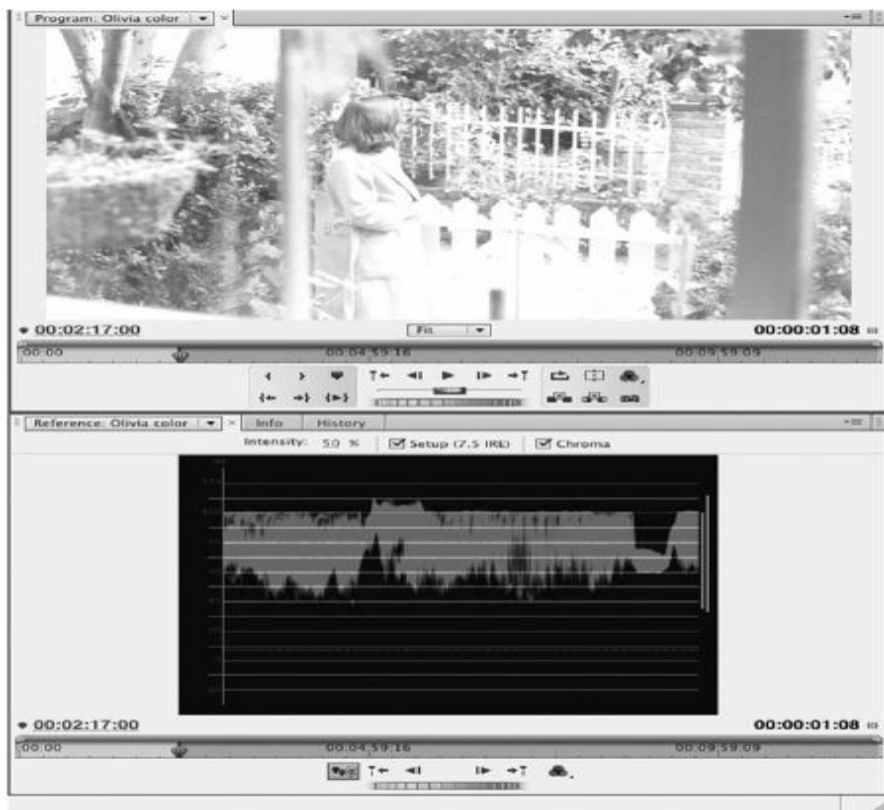 Program: Olivia color
00:02:17:00
Fit
00:00:01:08
00:00
00:04:59:16
00:09:59:09
Reference: Olivia color
Info
History
Intensity: 50 %
Setup (7.5 IRE)
Chroma
00:02:17:00
00:00:01:08
00:00
00:04:59:16
00:09:59:09